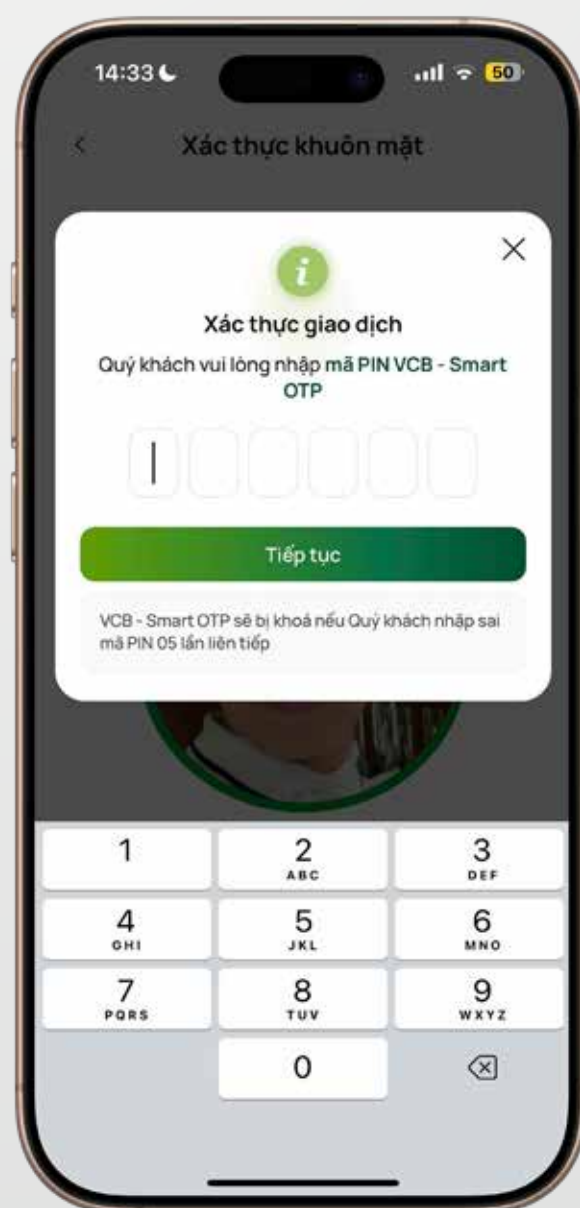 14:33
50
Xác thực khuôn mặt
i
Xác thực giao dịch
Quý khách vui lòng nhập mã PIN VCB - Smart
OTP
Tiếp tục
VCB - Smart OTP sẽ bị khoá nếu Quý khách nhập sai
mã PIN 05 lần liên tiếp
1 2 3
ABC DEF
4 5 6
GHI JKL MNO
7 8 9
PQRS TUV WXYZ
0